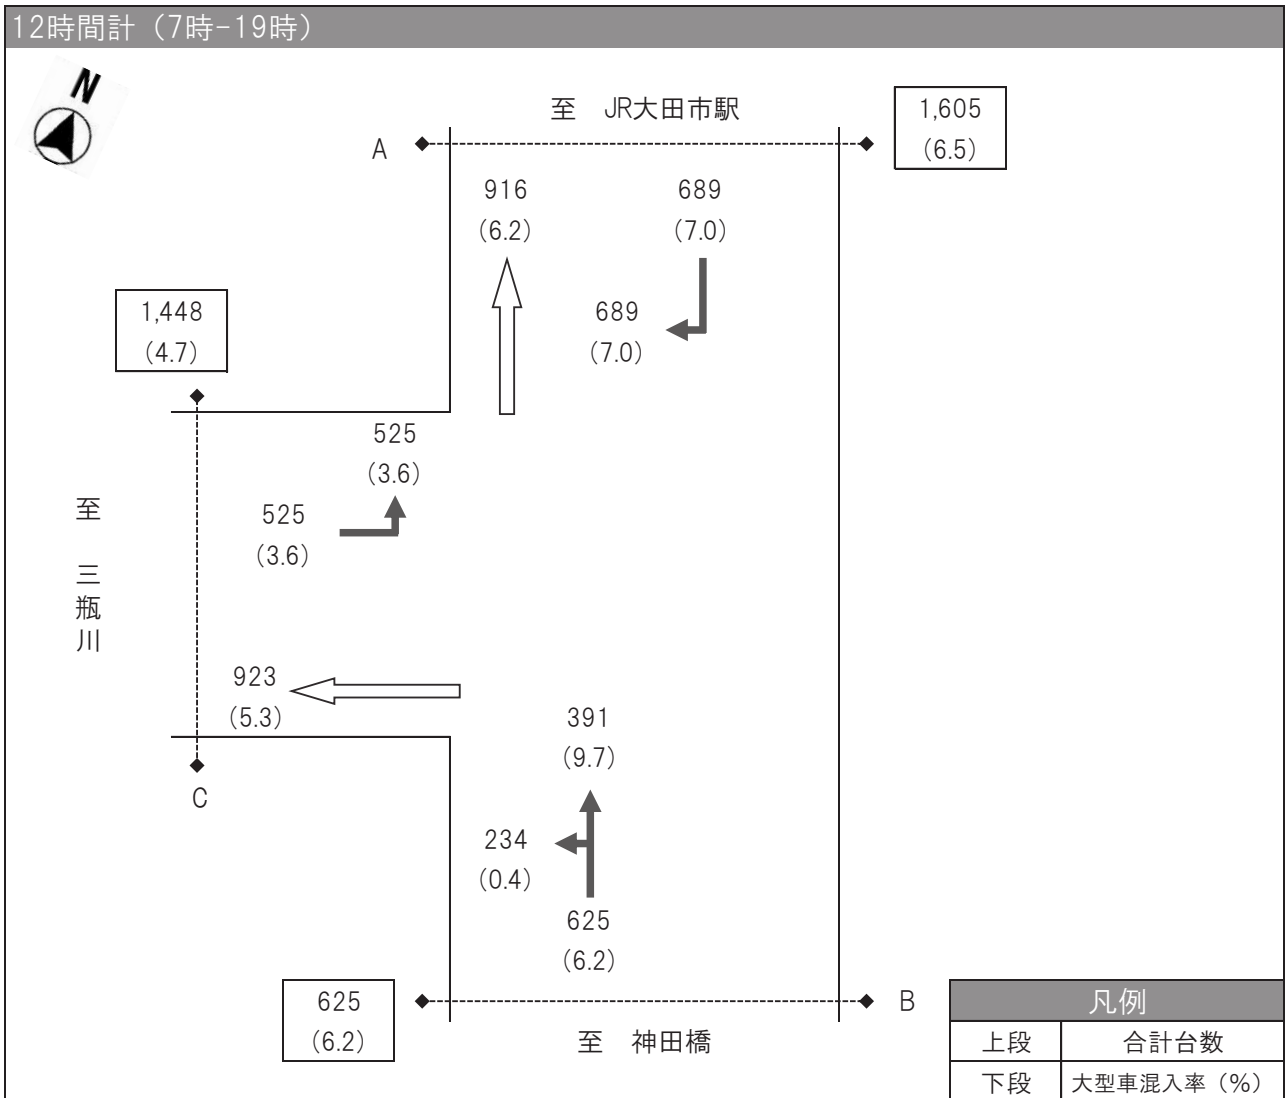 12時間計（7時-19時）
N
至　JR大田市駅
1,605
(6.5)
A
916
(6.2)
689
(7.0)
689
(7.0)
1,448
(4.7)
525
(3.6)
525
(3.6)
至　三瓶川
923
(5.3)
C
391
(9.7)
234
(0.4)
625
(6.2)
625
(6.2)
B
至　神田橋
凡例
上段　合計台数
下段　大型車混入率（%）